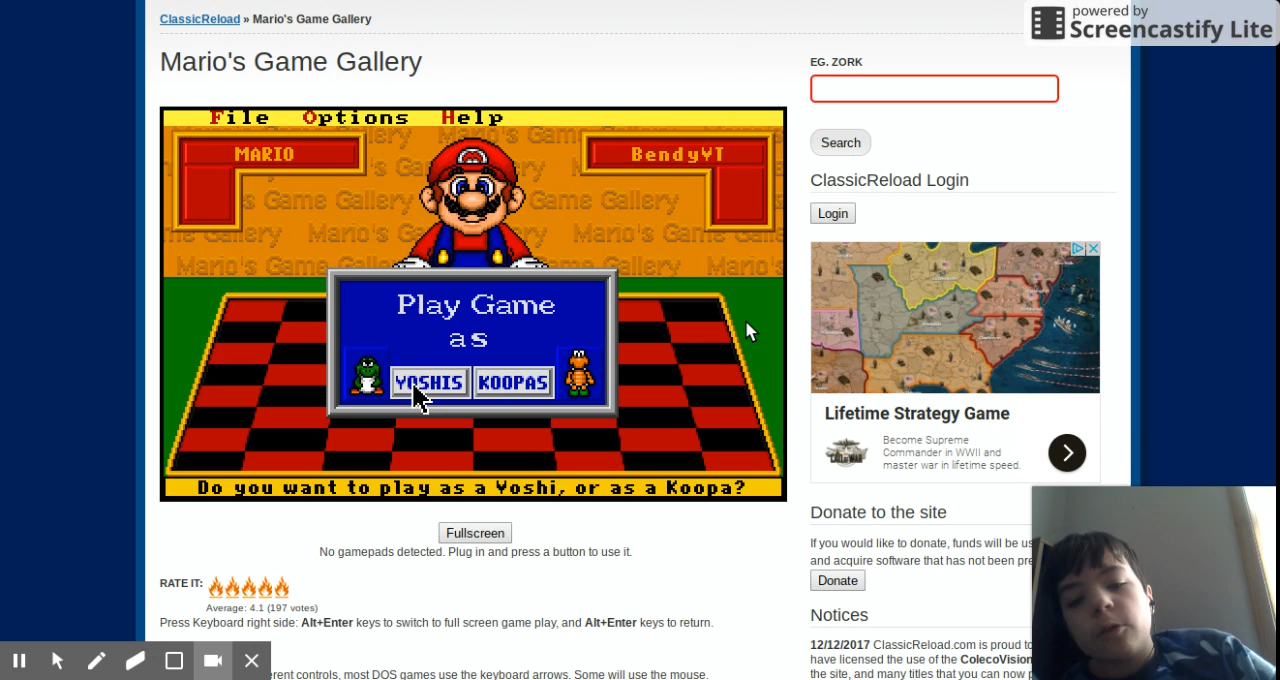 powered by
Screencastify Lite
ClassicReload » Mario's Game Gallery
Mario's Game Gallery
File Options Help
MARIO
BendyYT
Play Game
as
YOSHIS KOOPAS
Do you want to play as a Yoshi, or as a Koopa?
Fullscreen
No gamepads detected. Plug in and press a button to use it.
RATE IT:
Average: 4.1 (197 votes)
Press Keyboard right side: Alt+Enter keys to switch to full screen game play, and Alt+Enter keys to return.
controls, most DOS games use the keyboard arrows. Some will use the mouse.
EG. ZORK
Search
ClassicReload Login
Login
Lifetime Strategy Game
Become Supreme
Commander in WWII and
master war in lifetime speed.
Donate to the site
If you would like to donate, funds will be
and acquire software that has not been
Donate
Notices
12/12/2017 ClassicReload.com is proud
have licensed the use of the ColecoVision
the site, and many titles that you can now